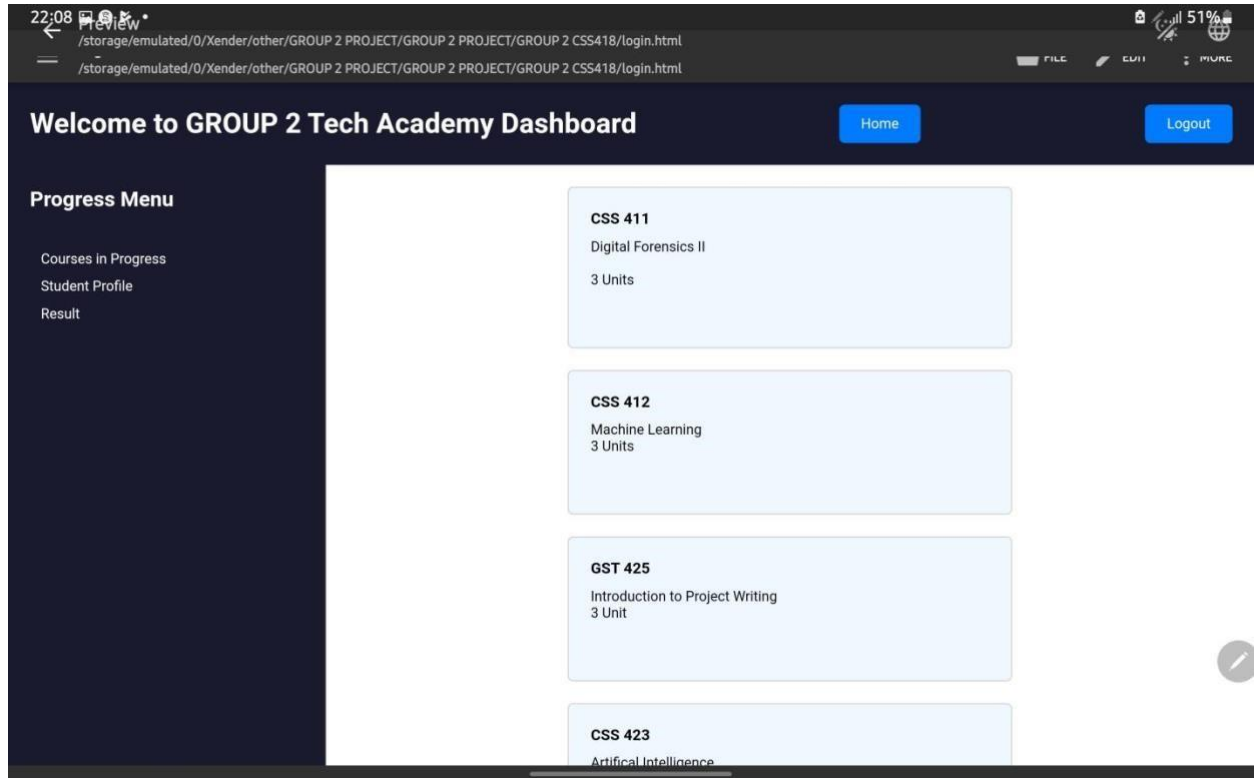 22:08
51%
Preview
/storage/emulated/0/Xender/other/GROUP 2 PROJECT/GROUP 2 PROJECT/GROUP 2 CSS418/login.html
/storage/emulated/0/Xender/other/GROUP 2 PROJECT/GROUP 2 PROJECT/GROUP 2 CSS418/login.html
FILE EDIT MORE
Welcome to GROUP 2 Tech Academy Dashboard
Home
Logout
Progress Menu
Courses in Progress
Student Profile
Result
CSS 411
Digital Forensics II
3 Units
CSS 412
Machine Learning
3 Units
GST 425
Introduction to Project Writing
3 Unit
CSS 423
Artifical Intelligence